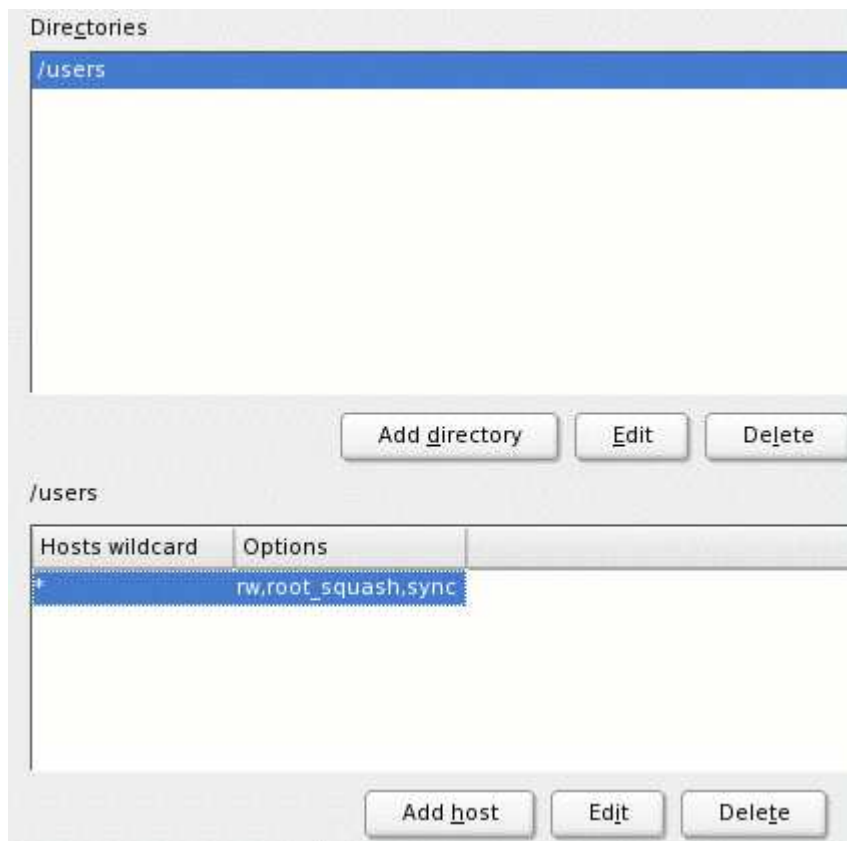 Directories
/users
Add directory Edit Delete
/users
Hosts wildcard Options
* rw,root_squash,sync
Add host Edit Delete